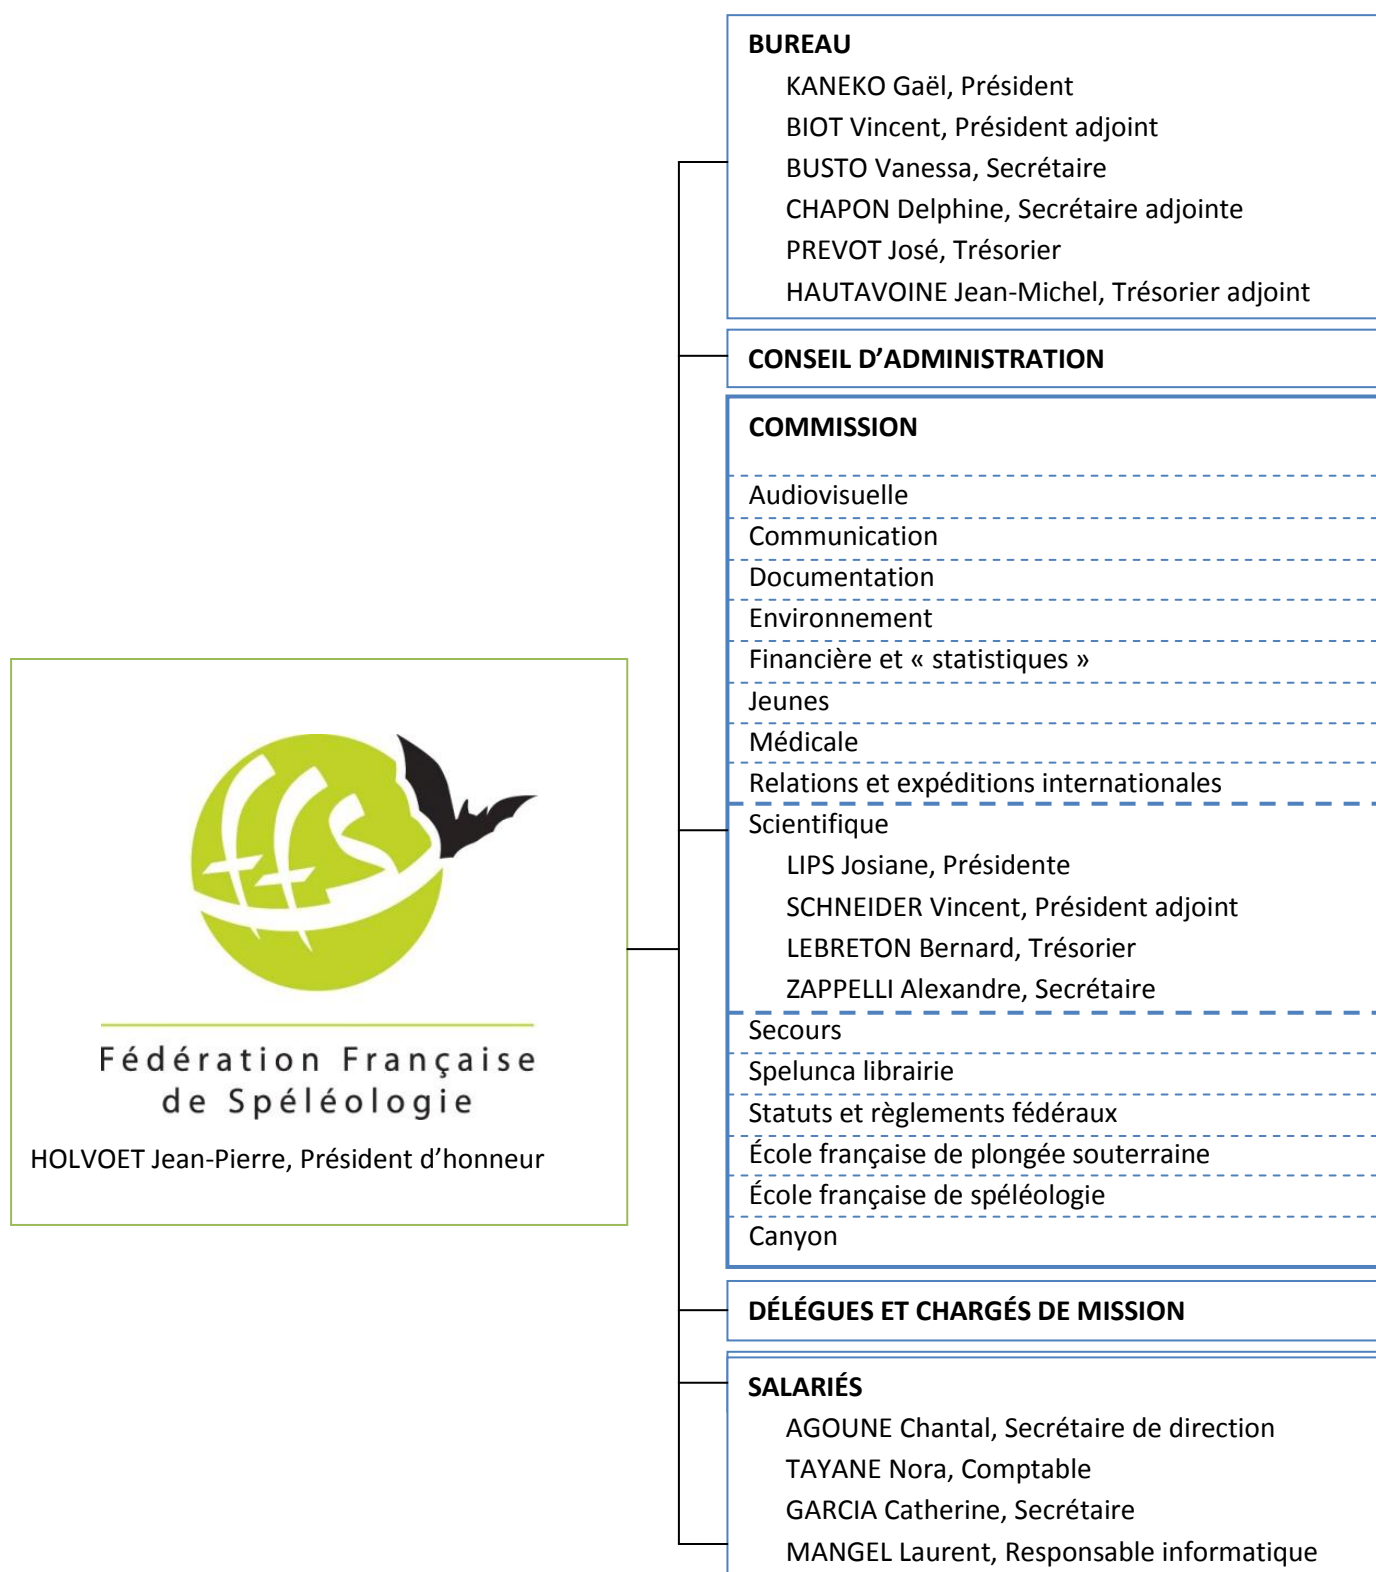 BUREAU
KANEKO Gaël, Président
BIOT Vincent, Président adjoint
BUSTO Vanessa, Secrétaire
CHAPON Delphine, Secrétaire adjointe
PREVOT José, Trésorier
HAUTAVOINE Jean-Michel, Trésorier adjoint
CONSEIL D’ADMINISTRATION
COMMISSION
Audiovisuelle
Communication
Documentation
Environnement
Financière et « statistiques »
Jeunes
Médicale
Relations et expéditions internationales
Scientifique
LIPS Josiane, Présidente
SCHNEIDER Vincent, Président adjoint
LEBRETON Bernard, Trésorier
ZAPPELLI Alexandre, Secrétaire
Secours
Spelunca librairie
Statuts et règlements fédéraux
École française de plongée souterraine
École française de spéléologie
Canyon
DÉLÉGUES ET CHARGÉS DE MISSION
SALARIÉS
AGOUNE Chantal, Secrétaire de direction
TAYANE Nora, Comptable
GARCIA Catherine, Secrétaire
MANGEL Laurent, Responsable informatique
ffs
Fédération Française
de Spéléologie
HOLVOET Jean-Pierre, Président d’honneur